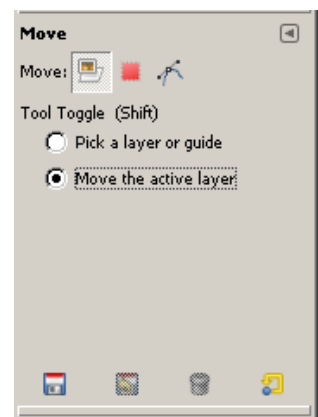 Move
Move:
Tool Toggle (Shift)
Pick a layer or guide
Move the active layer